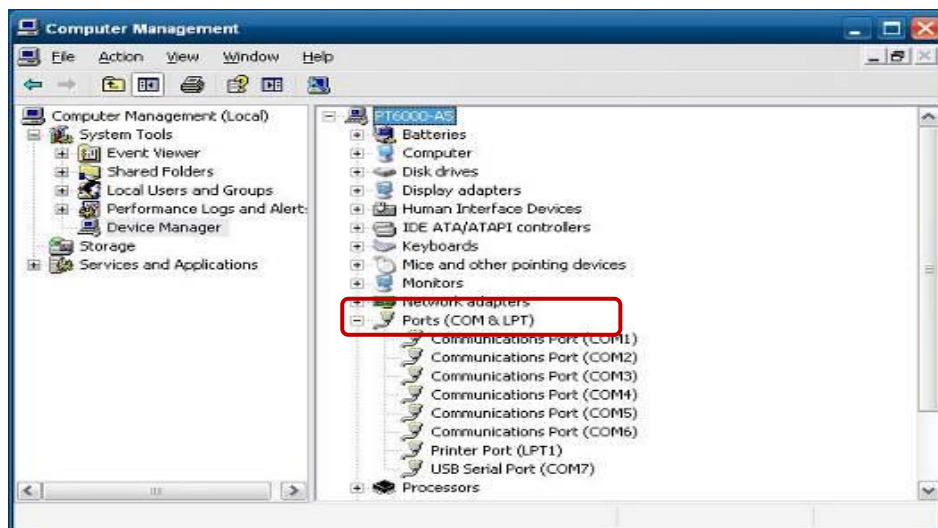 Computer Management
File Action View Window Help
Computer Management (Local)
System Tools
Event Viewer
Shared Folders
Local Users and Groups
Performance Logs and Alert:
Device Manager
Storage
Services and Applications
PT6000-AS
Batteries
Computer
Disk drives
Display adapters
Human Interface Devices
IDE ATA/ATAPI controllers
Keyboards
Mice and other pointing devices
Monitors
Network adapters
Ports (COM & LPT)
Communications Port (COM1)
Communications Port (COM2)
Communications Port (COM3)
Communications Port (COM4)
Communications Port (COM5)
Communications Port (COM6)
Printer Port (LPT1)
USB Serial Port (COM7)
Processors